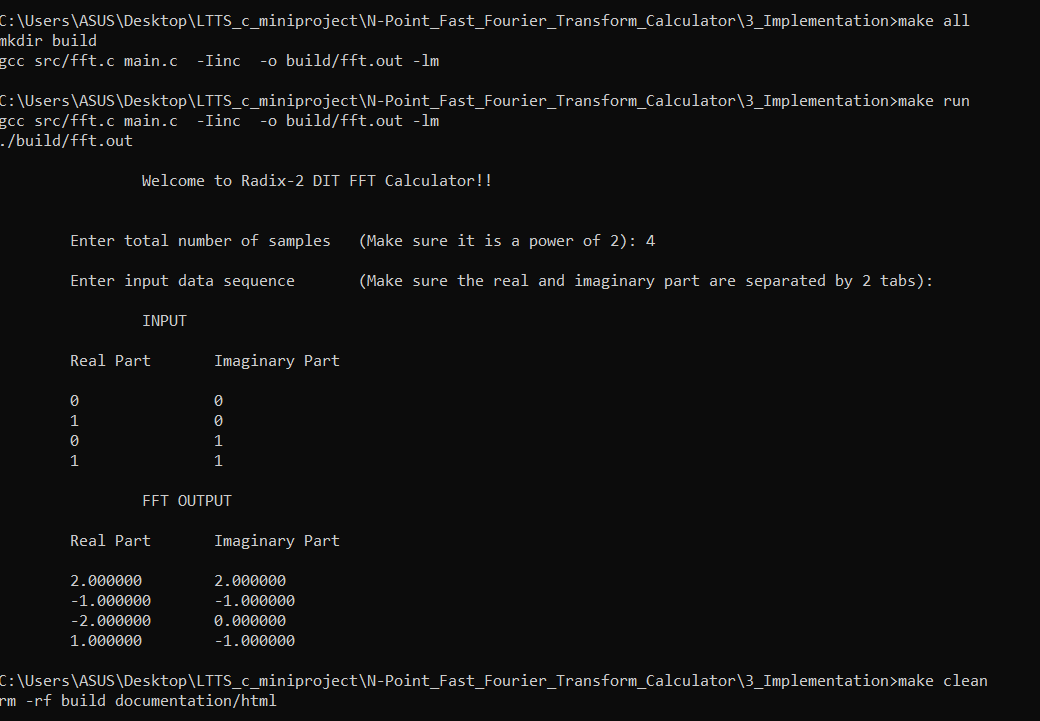 C:\Users\ASUS\Desktop\LTTS_c_miniproject\N-Point_Fast_Fourier_Transform_Calculator\3_Implementation>make all
mkdir build
gcc src/fft.c main.c  -Iinc  -o build/fft.out -lm
C:\Users\ASUS\Desktop\LTTS_c_miniproject\N-Point_Fast_Fourier_Transform_Calculator\3_Implementation>make run
gcc src/fft.c main.c  -Iinc  -o build/fft.out -lm
./build/fft.out
Welcome to Radix-2 DIT FFT Calculator!!
Enter total number of samples   (Make sure it is a power of 2): 4
Enter input data sequence       (Make sure the real and imaginary part are separated by 2 tabs):
INPUT
Real Part       Imaginary Part
0               0
1               0
0               1
1               1
FFT OUTPUT
Real Part       Imaginary Part
2.000000        2.000000
-1.000000       -1.000000
-2.000000       0.000000
1.000000        -1.000000
C:\Users\ASUS\Desktop\LTTS_c_miniproject\N-Point_Fast_Fourier_Transform_Calculator\3_Implementation>make clean
rm -rf build documentation/html